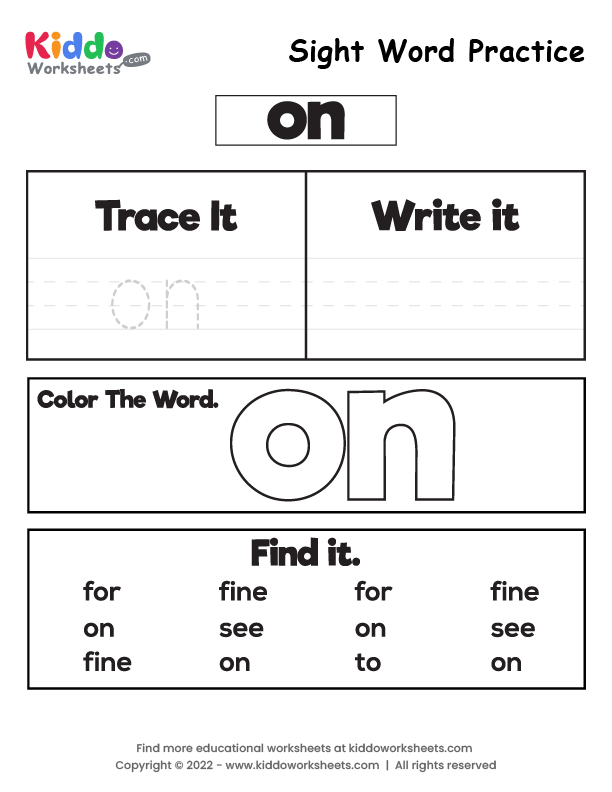 Kiddo
Worksheets.com
Sight Word Practice
on
Trace It
Write it
on
Color The Word.
on
Find it.
for fine for fine
on see on see
fine on to on
Find more educational worksheets at kiddoworksheets.com
Copyright © 2022 - www.kiddoworksheets.com | All rights reserved